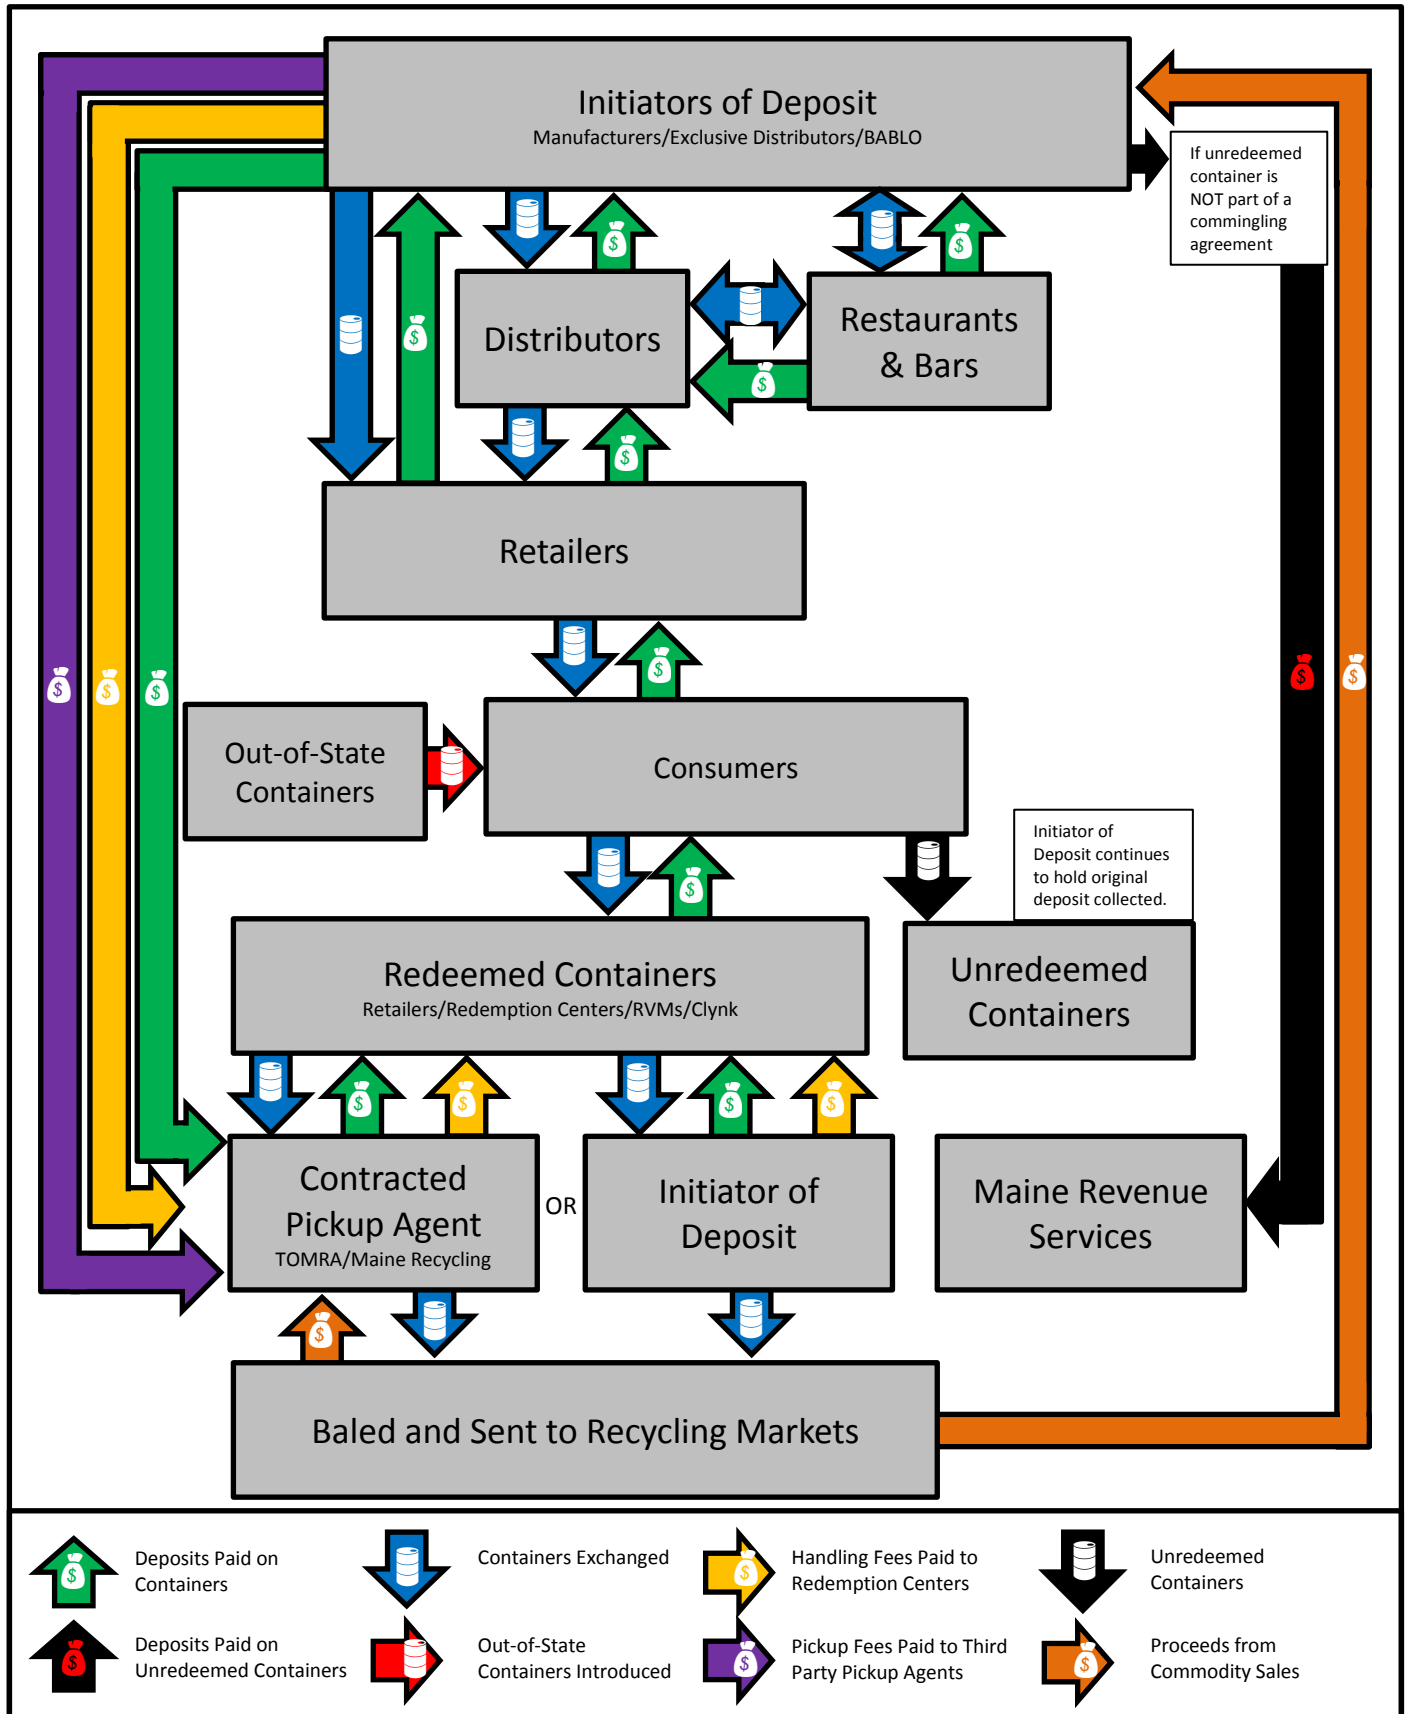 Initiators of Deposit
Manufacturers/Exclusive Distributors/BABLO
If unredeemed
container is
NOT part of a
commingling
agreement
$
$
$
$
$
$
Distributors
Restaurants
& Bars
Retailers
$
$
$
$
$
$
Out-of-State
Containers
Consumers
$
Initiator of
Deposit continues
to hold original
deposit collected.
Redeemed Containers
Retailers/Redemption Centers/RVMs/Clynk
Unredeemed
Containers
$
$
$
$
Contracted
Pickup Agent
TOMRA/Maine Recycling
OR
Initiator of
Deposit
Maine Revenue
Services
$
Baled and Sent to Recycling Markets
$
Deposits Paid on
Containers
Containers Exchanged
$
Handling Fees Paid to
Redemption Centers
Unredeemed
Containers
$
Deposits Paid on
Unredeemed Containers
Out-of-State
Containers Introduced
$
Pickup Fees Paid to Third
Party Pickup Agents
$
Proceeds from
Commodity Sales